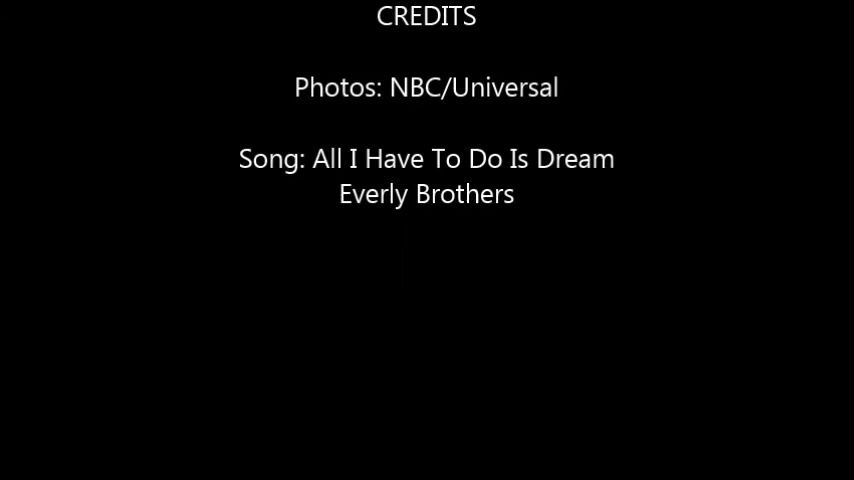 CREDITS
Photos: NBC/Universal
Song: All I Have To Do Is Dream
Everly Brothers